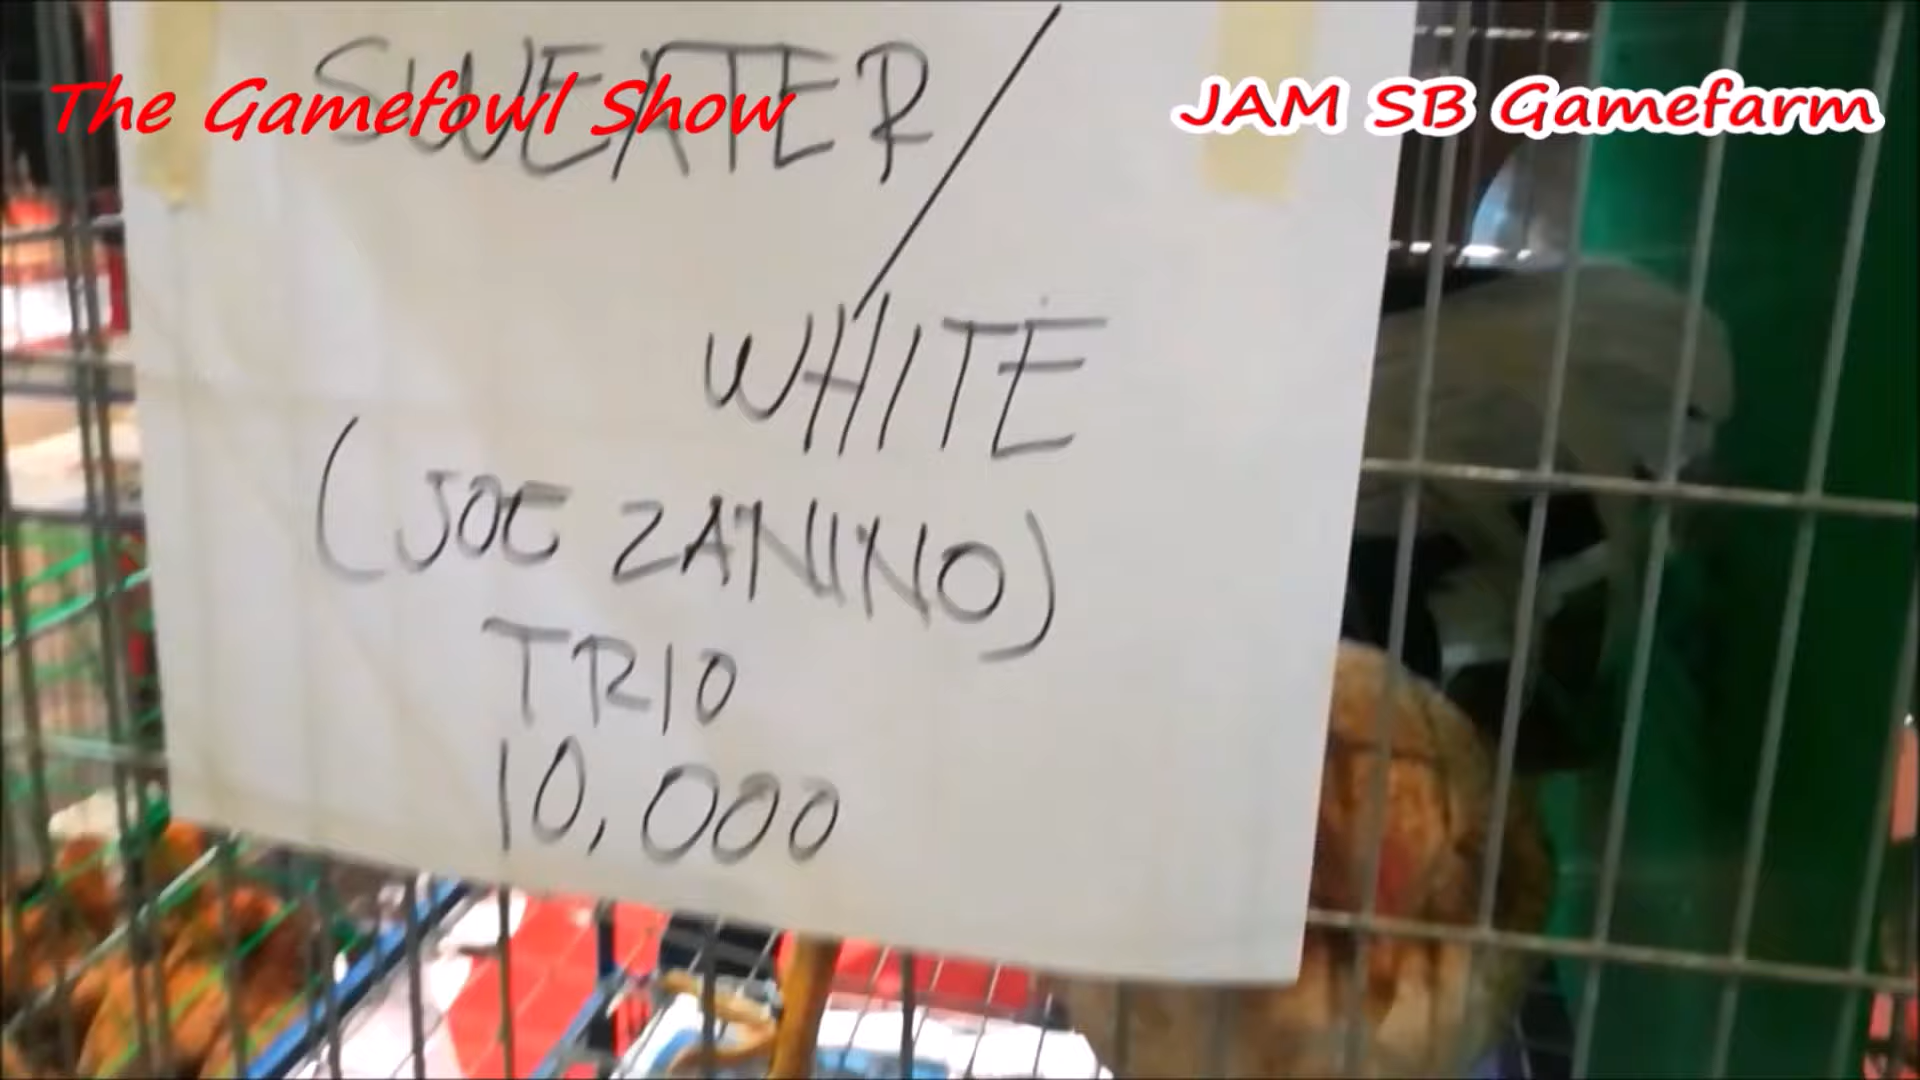 The Gamefowl Show
JAM SB Gamefarm
SWEATER/
WHITE
(JOE ZANINO)
TRIO
10,000